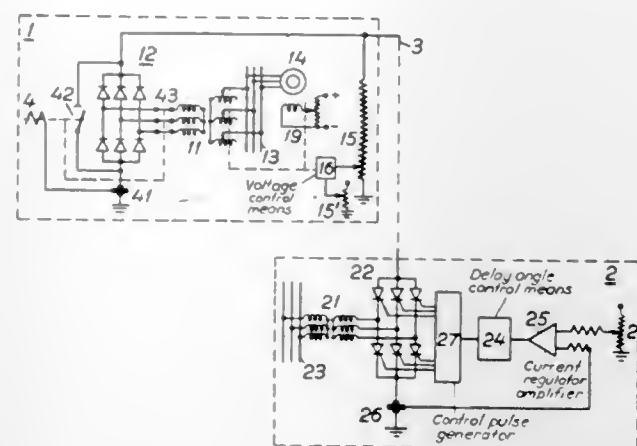 1
12
3
14
4
42
43
15
19
11
13
16
Voltage
control
means
15'
41
22
Delay angle
control means
2
21
25
27
24
2
23
Current
regulator
amplifier
26
Control pulse
generator